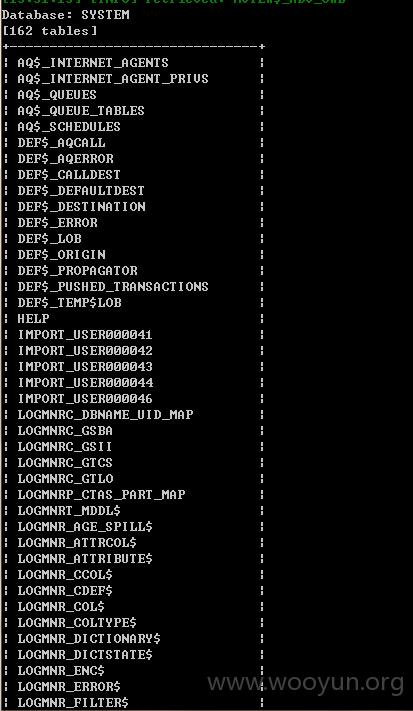 [INFO] retrieved:
Database: SYSTEM
[162 tables]
+--------------------------------+
| AQ$_INTERNET_AGENTS |
| AQ$_INTERNET_AGENT_PRIVS |
| AQ$_QUEUES |
| AQ$_QUEUE_TABLES |
| AQ$_SCHEDULES |
| DEF$_AQCALL |
| DEF$_AQERROR |
| DEF$_CALLDEST |
| DEF$_DEFAULTDEST |
| DEF$_DESTINATION |
| DEF$_ERROR |
| DEF$_LOB |
| DEF$_ORIGIN |
| DEF$_PROPAGATOR |
| DEF$_PUSHED_TRANSACTIONS |
| DEF$_TEMP$LOB |
| HELP |
| IMPORT_USER000041 |
| IMPORT_USER000042 |
| IMPORT_USER000043 |
| IMPORT_USER000044 |
| IMPORT_USER000046 |
| LOGMNRC_DBNAME_UID_MAP |
| LOGMNRC_GSBA |
| LOGMNRC_GSII |
| LOGMNRC_GTCS |
| LOGMNRC_GTLO |
| LOGMNRP_CTAS_PART_MAP |
| LOGMNRT_MDDL$ |
| LOGMNR_AGE_SPILL$ |
| LOGMNR_ATTRCOL$ |
| LOGMNR_ATTRIBUTE$ |
| LOGMNR_CCOL$ |
| LOGMNR_CDEF$ |
| LOGMNR_COL$ |
| LOGMNR_COLTYPE$ |
| LOGMNR_DICTIONARY$ |
| LOGMNR_DICTSTATE$ |
| LOGMNR_ENC$ |
| LOGMNR_ERROR$ |
| LOGMNR_FILTER$ |
www.wooyun.org